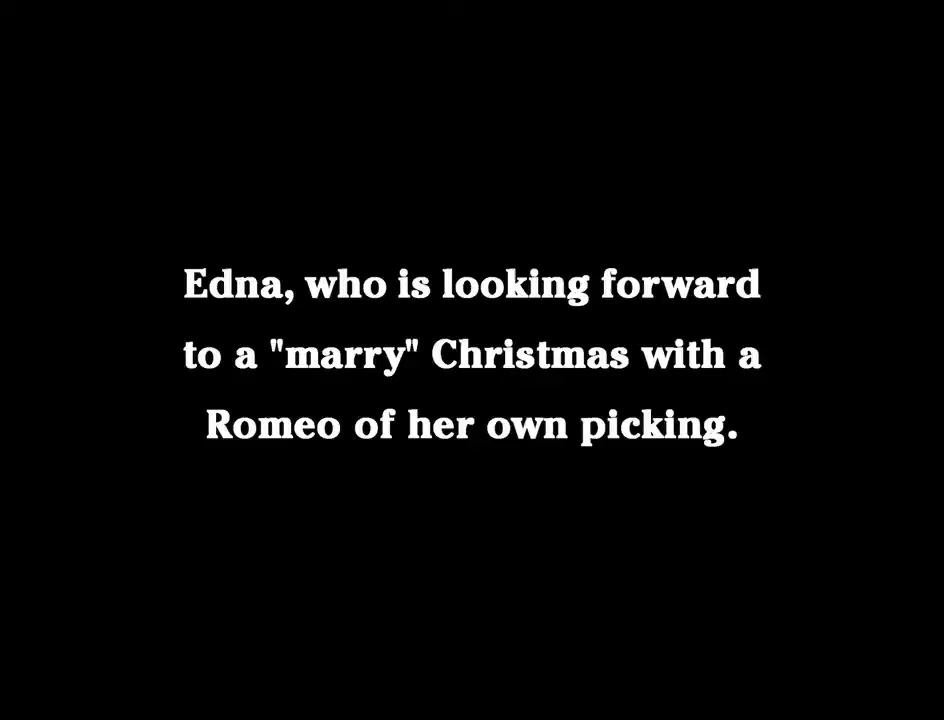 Edna, who is looking forward
to a "marry" Christmas with a
Romeo of her own picking.